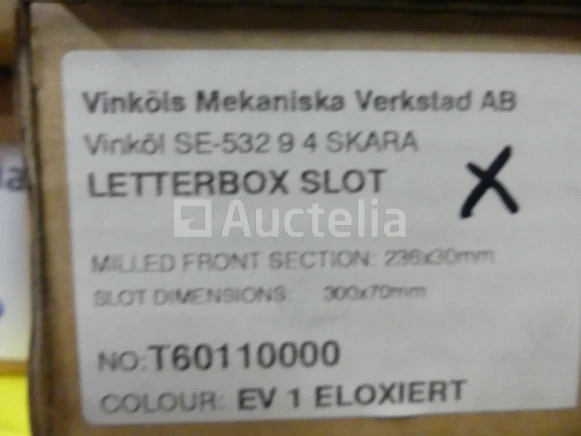 Vinköls Mekaniska Verkstad AB
Vinköl SE-532 9 4 SKARA
LETTERBOX SLOT
X
Auctelia
MILLED FRONT SECTION: 236x30mm
SLOT DIMENSIONS: 300x70mm
NO:T60110000
COLOUR: EV 1 ELOXIERT